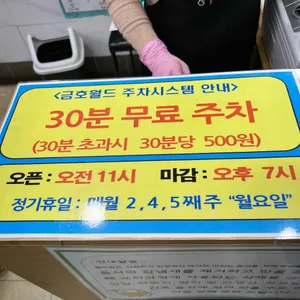 <금호월드 주차시스템 안내>
30분 무료 주차
(30분 초과시 30분당 500원)
오픈 : 오전 11시 마감 : 오후 7시
정기휴일 : 매월 2,4,5째주 "월요일"